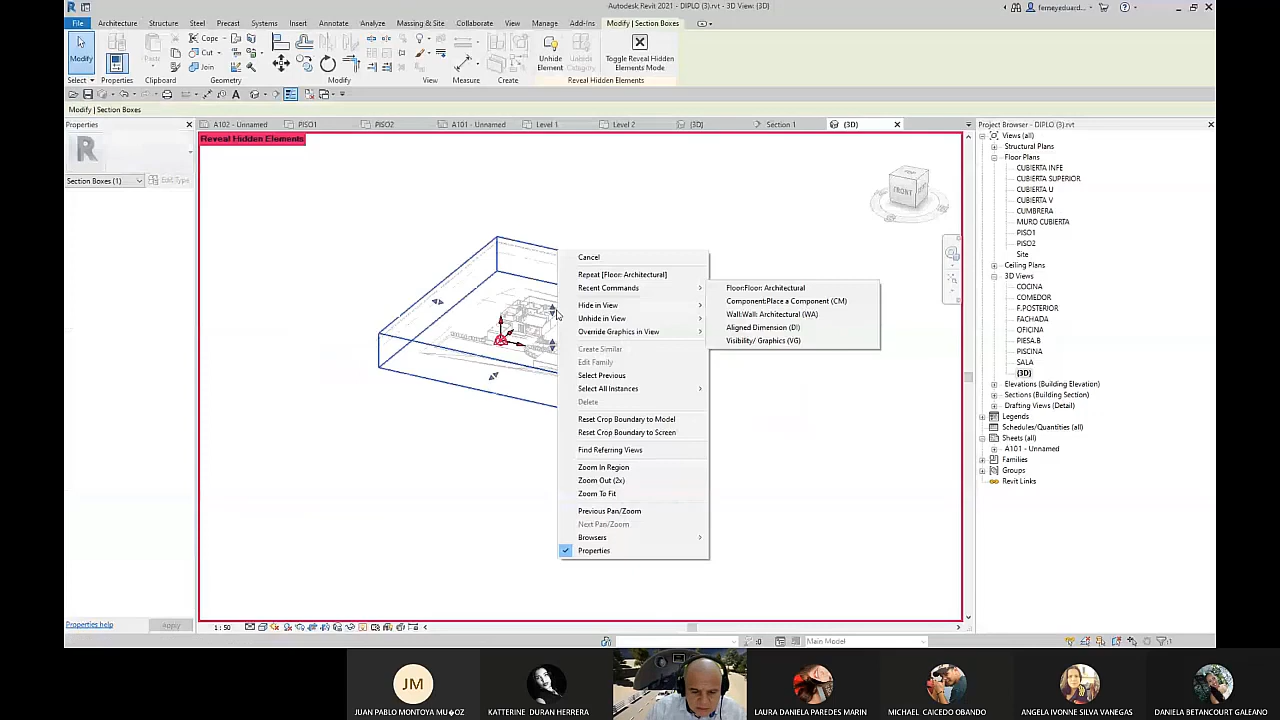 Autodesk Revit 2021 - DIPLO (3).rvt - 3D View: (3D)
ferneyeduard...
File Architecture Structure Steel Precast Systems Insert Annotate Analyze Massing & Site Collaborate View Manage Add-Ins Modify | Section Boxes
Modify
Paste
Cope
Cut
Join
Unhide Element
Unhide Category
Toggle Reveal Hidden Elements Mode
Select Properties Clipboard Geometry Modify View Measure Create Reveal Hidden Elements
Modify | Section Boxes
Properties
A102 - Unnamed PISO1 PISO2 A101 - Unnamed Level 1 Level 2 (3D) Section 1 (3D)
Project Browser - DIPLO (3).rvt
Reveal Hidden Elements
Section Boxes (1)
Edit Type
FRONT
Cancel
Repeat [Floor: Architectural]
Recent Commands
Hide in View
Unhide in View
Override Graphics in View
Create Similar
Edit Family
Select Previous
Select All Instances
Delete
Reset Crop Boundary to Model
Reset Crop Boundary to Screen
Find Referring Views
Zoom In Region
Zoom Out (2x)
Zoom To Fit
Previous Pan/Zoom
Next Pan/Zoom
Browsers
Properties
Floor:Floor: Architectural
Component:Place a Component (CM)
Wall:Wall: Architectural (WA)
Aligned Dimension (DI)
Visibility/ Graphics (VG)
Views (all)
Structural Plans
Floor Plans
CUBIERTA INFE
CUBIERTA SUPERIOR
CUBIERTA U
CUBIERTA V
CUMBRERA
MURO CUBIERTA
PISO1
PISO2
Site
Ceiling Plans
3D Views
COCINA
COMEDOR
F.POSTERIOR
FACHADA
OFICINA
PIESA.B
PISCINA
SALA
(3D)
Elevations (Building Elevation)
Sections (Building Section)
Drafting Views (Detail)
Legends
Schedules/Quantities (all)
Sheets (all)
A101 - Unnamed
Families
Groups
Revit Links
Properties help
Apply
1 : 50
:0
Main Model
:1
JM
JUAN PABLO MONTOYA MU�OZ
KATTERINE DURAN HERRERA
LAURA DANIELA PAREDES MARIN
MICHAEL CAICEDO OBANDO
ANGELA IVONNE SILVA VANEGAS
DANIELA BETANCOURT GALEANO